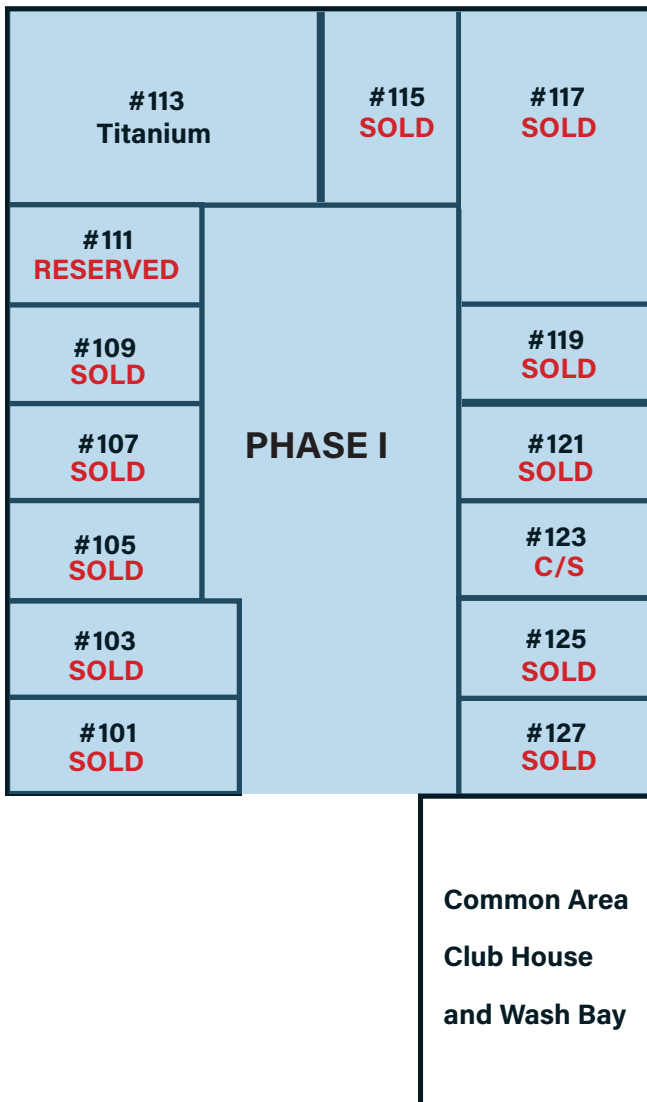 #113
Titanium
#115
SOLD
#117
SOLD
#111
RESERVED
#109
SOLD
#119
SOLD
#107
SOLD
PHASE I
#121
SOLD
#105
SOLD
#123
C/S
#103
SOLD
#125
SOLD
#101
SOLD
#127
SOLD
Common Area
Club House
and Wash Bay